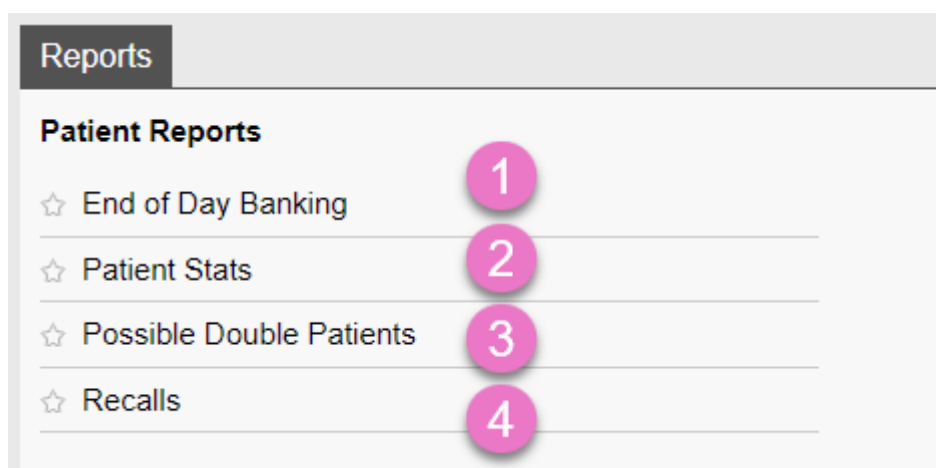 Reports
Patient Reports
End of Day Banking 1
Patient Stats 2
Possible Double Patients 3
Recalls 4